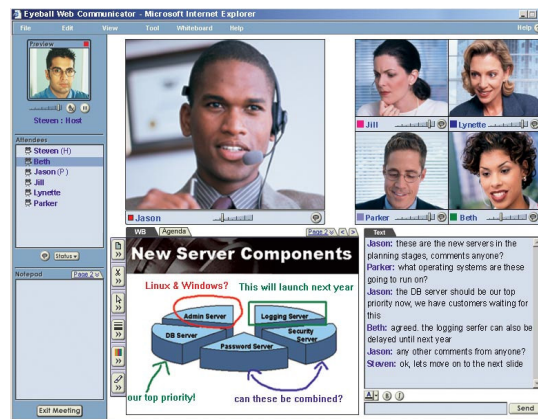 Eyeball Web Communicator - Microsoft Internet Explorer
File Edit View Tool Whiteboard Help Help
Preview
Steven : Host
Attendees
Steven (H)
Beth
Jason (P)
Jill
Lynette
Parker
Status
Notepad Page 2
Exit Meeting
Jason
Jill
Lynette
Parker
Beth
WB Agenda Page 2 < >
New Server Components
Linux & Windows? This will launch next year
Admin Server Logging Server
DB Server Security Server
Password Server
our top priority! can these be combined?
Text
Jason: these are the new servers in the
planning stages, comments anyone?
Parker: what operating systems are these
going to run on?
Jason: the DB server should be our top
priority now, we have customers waiting for
this
Beth: agreed. the logging serfer can also be
delayed until next year
Jason: any other comments from anyone?
Steven: ok, lets move on to the next slide
A B I
Send